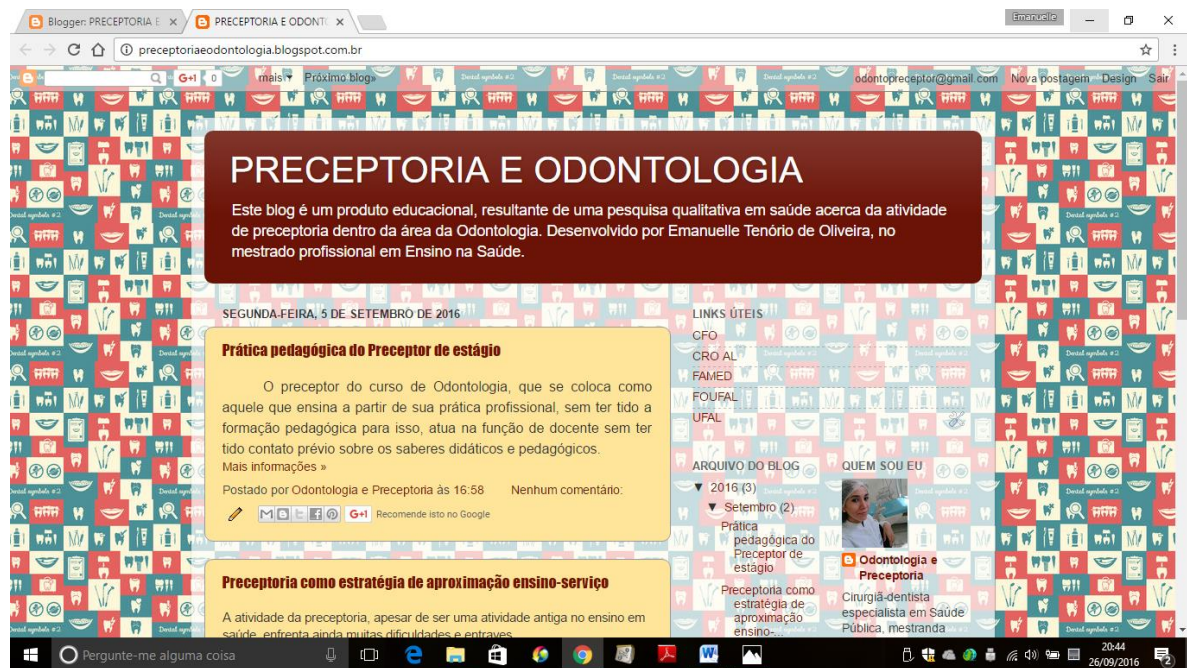 Blogger: PRECEPTORIA E
PRECEPTORIA E ODONTO
Emanuelle
preceptoriaeodontologia.blogspot.com.br
G+1 0 mais Próximo blog» odontopreceptor@gmail.com Nova postagem Design Sair
PRECEPTORIA E ODONTOLOGIA
Este blog é um produto educacional, resultante de uma pesquisa qualitativa em saúde acerca da atividade
de preceptoria dentro da área da Odontologia. Desenvolvido por Emanuelle Tenório de Oliveira, no
mestrado profissional em Ensino na Saúde.
SEGUNDA-FEIRA, 5 DE SETEMBRO DE 2016
Prática pedagógica do Preceptor de estágio
O preceptor do curso de Odontologia, que se coloca como
aquele que ensina a partir de sua prática profissional, sem ter tido a
formação pedagógica para isso, atua na função de docente sem ter
tido contato prévio sobre os saberes didáticos e pedagógicos.
Mais informações »
Postado por Odontologia e Preceptoria às 16:58 Nenhum comentário:
G+1 Recomende isto no Google
Preceptoria como estratégia de aproximação ensino-serviço
A atividade da preceptoria, apesar de ser uma atividade antiga no ensino em
saúde, enfrenta ainda muitas dificuldades e entraves
LINKS ÚTEIS
CFO
CRO AL
FAMED
FOUFAL
UFAL
ARQUIVO DO BLOG
▼ 2016 (3)
▼ Setembro (2)
Prática
pedagógica do
Preceptor de
estágio
Preceptoria como
estratégia de
aproximação
ensino-...
QUEM SOU EU
Odontologia e
Preceptoria
Cirurgiã-dentista
especialista em Saúde
Pública, mestranda
Dental symbols #2
Pergunte-me alguma coisa
20:44
26/09/2016